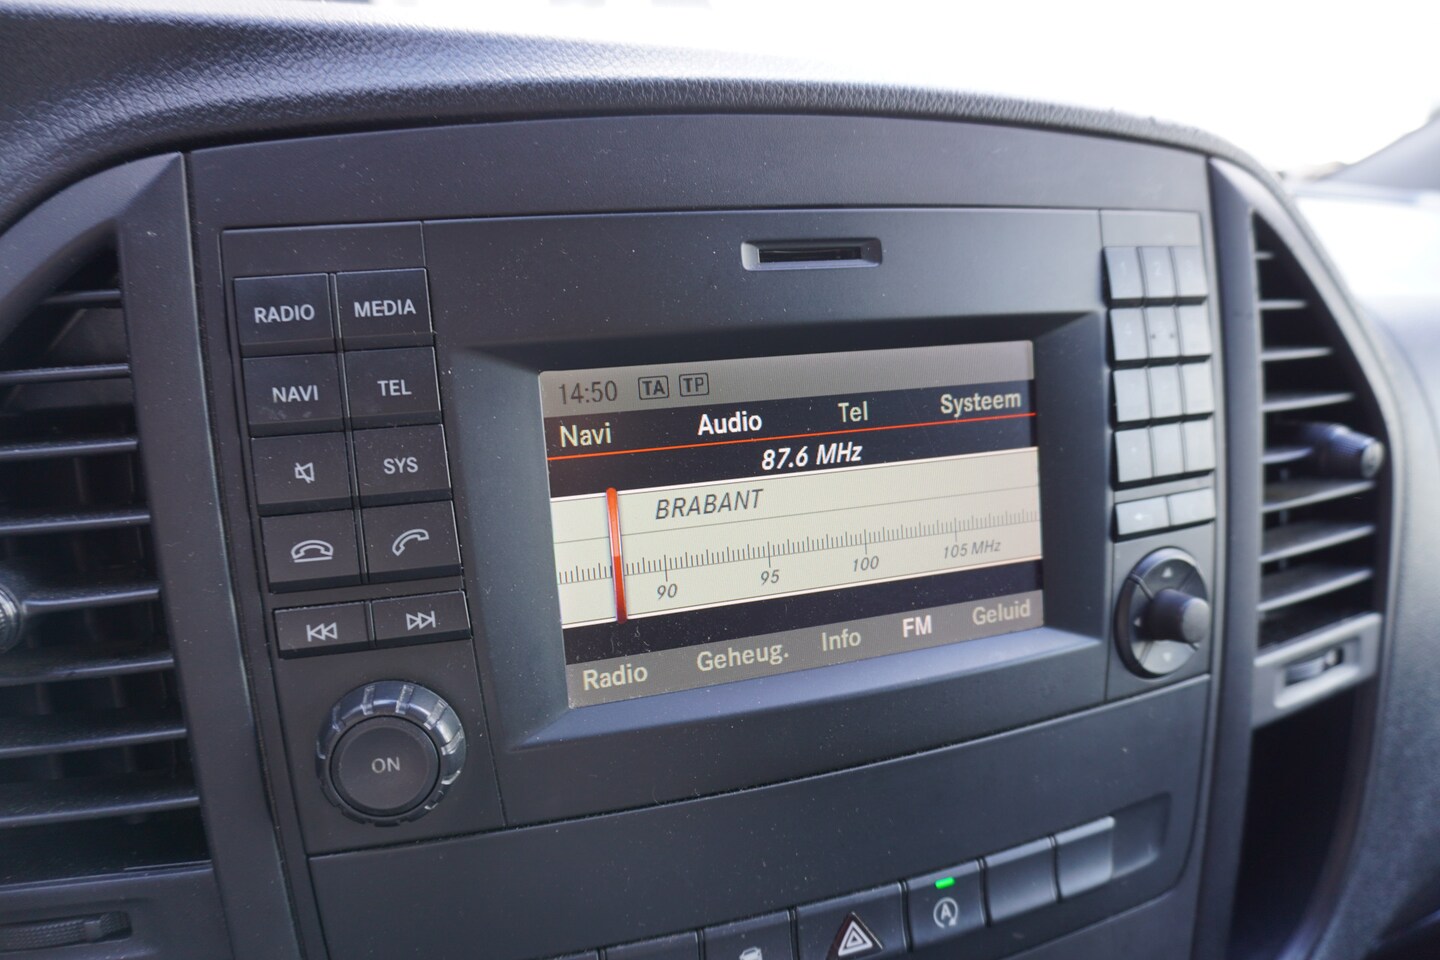 RADIO MEDIA
NAVI TEL
SYS
ON
14:50 TA TP
Navi Audio Tel Systeem
87.6 MHz
BRABANT
90 95 100 105 MHz
Radio Geheug. Info FM Geluid
A